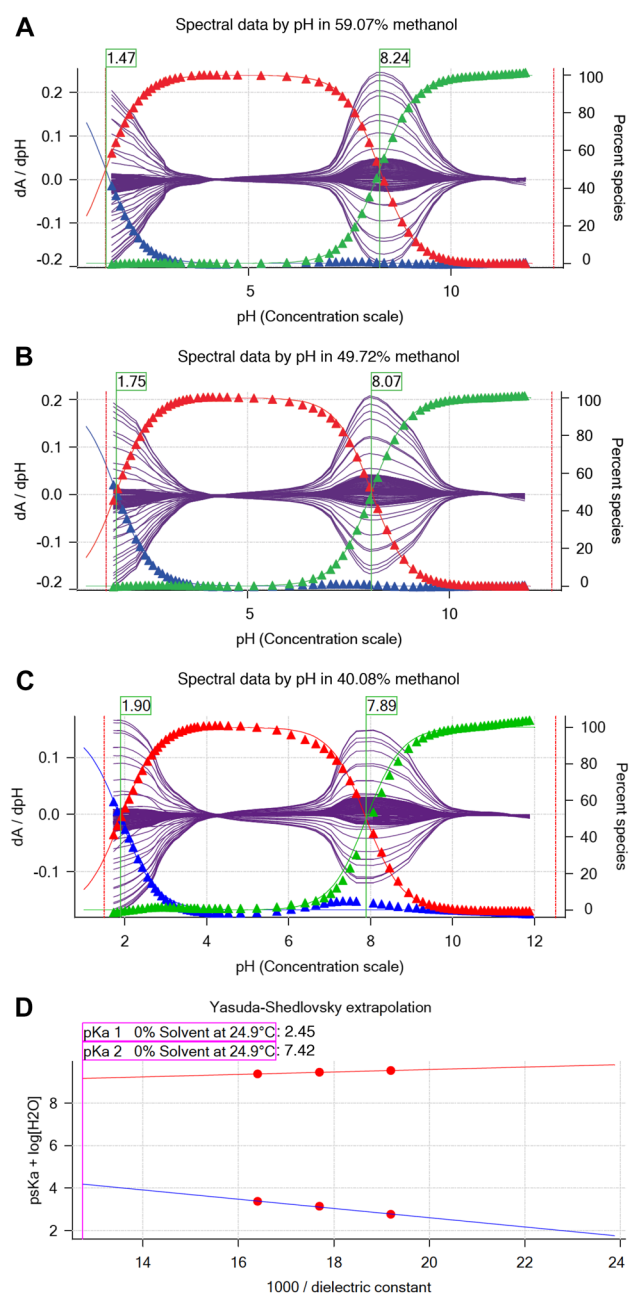 A
Spectral data by pH in 59.07% methanol
1.47
8.24
0.2
0.1
0.0
-0.1
-0.2
dA / dpH
100
80
60
40
20
0
Percent species
5
10
pH (Concentration scale)
B
Spectral data by pH in 49.72% methanol
1.75
8.07
0.2
0.1
0.0
-0.1
-0.2
dA / dpH
100
80
60
40
20
0
Percent species
5
10
pH (Concentration scale)
C
Spectral data by pH in 40.08% methanol
1.90
7.89
0.1
0.0
-0.1
dA / dpH
100
80
60
40
20
0
Percent species
2
4
6
8
10
12
pH (Concentration scale)
D
Yasuda-Shedlovsky extrapolation
pKa 1 0% Solvent at 24.9°C: 2.45
pKa 2 0% Solvent at 24.9°C: 7.42
8
6
4
2
psKa + log[H2O]
14
16
18
20
22
24
1000 / dielectric constant